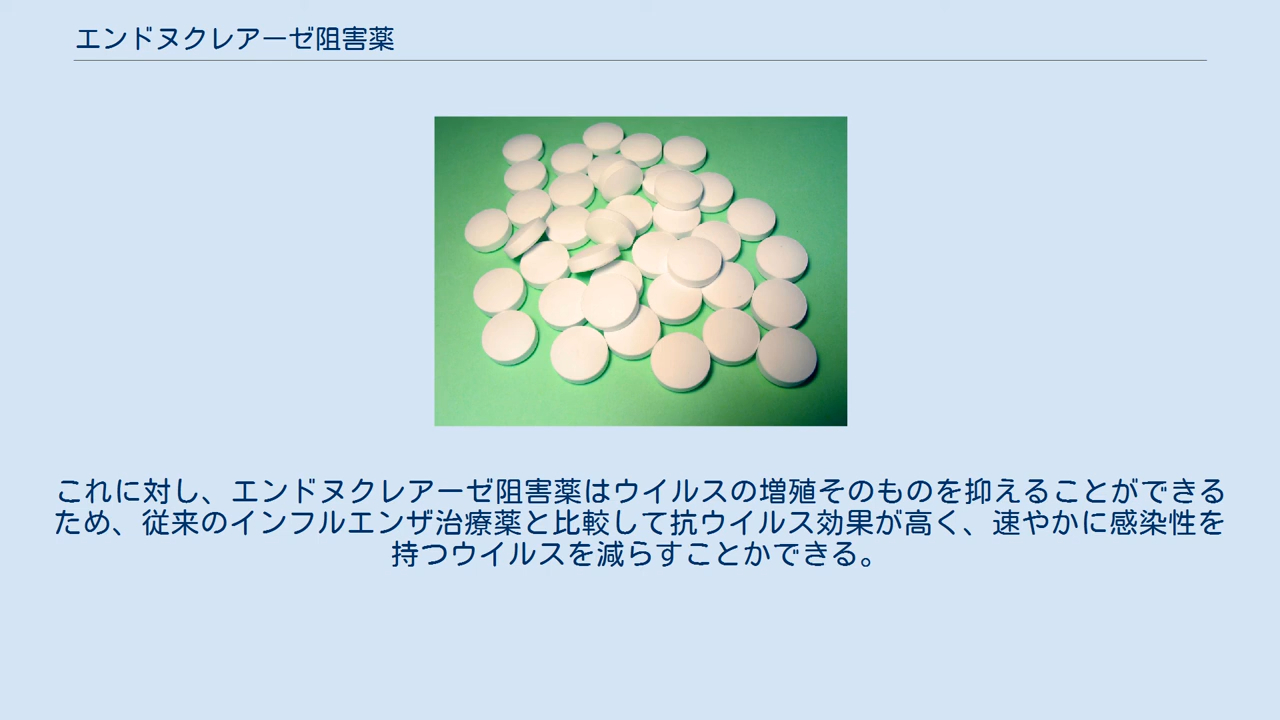 エンドヌクレアーゼ阻害薬
これに対し、エンドヌクレアーゼ阻害薬はウイルスの増殖そのものを抑えることができる
ため、従来のインフルエンザ治療薬と比較して抗ウイルス効果が高く、速やかに感染性を
持つウイルスを減らすことかできる。